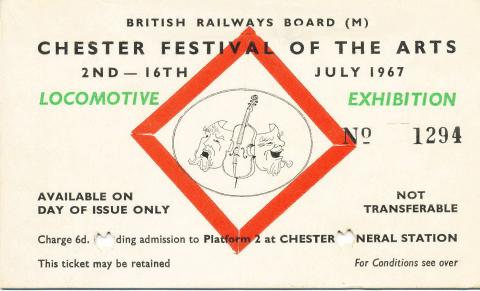 BRITISH RAILWAYS BOARD (M)
CHESTER FESTIVAL OF THE ARTS
2ND — 16TH JULY 1967
LOCOMOTIVE EXHIBITION
No 1294
AVAILABLE ON
DAY OF ISSUE ONLY
NOT
TRANSFERABLE
Charge 6d. ding admission to Platform 2 at CHESTER NERAL STATION
This ticket may be retained
For Conditions see over